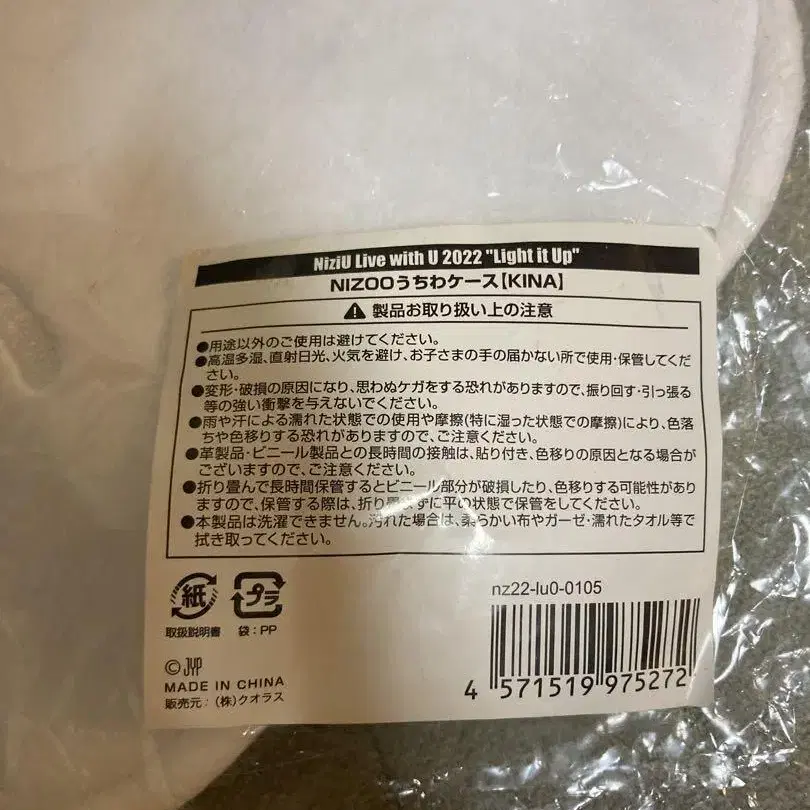 NiziU Live with U 2022 "Light it Up"
NIZOOうちわケース【KINA】
製品お取り扱い上の注意
●用途以外のご使用は避けてください。
●高温多湿、直射日光、火気を避け、お子さまの手の届かない所で使用・保管してくだ
さい。
●変形・破損の原因になり、思わぬケガをする恐れがありますので、振り回す・引っ張る
等の強い衝撃を与えないでください。
●雨や汗による濡れた状態での使用や摩擦(特に湿った状態での摩擦)により、色落
ちや色移りする恐れがありますので、ご注意ください。
●革製品・ビニール製品との長時間の接触は、貼り付き、色移りの原因となる場合が
ございますので、ご注意ください。
●折り畳んで長時間保管するとビニール部分が破損したり、色移りする可能性があり
ますので、保管する際は、折り畳まずに平の状態で保管をしてください。
●本製品は洗濯できません。汚れた場合は、柔らかい布やガーゼ・濡れたタオル等で
拭き取ってください。
紙 プラ
取扱説明書 袋:PP
nz22-lu0-0105
©JYP
MADE IN CHINA
販売元:(株)クオラス
4 571519 975272